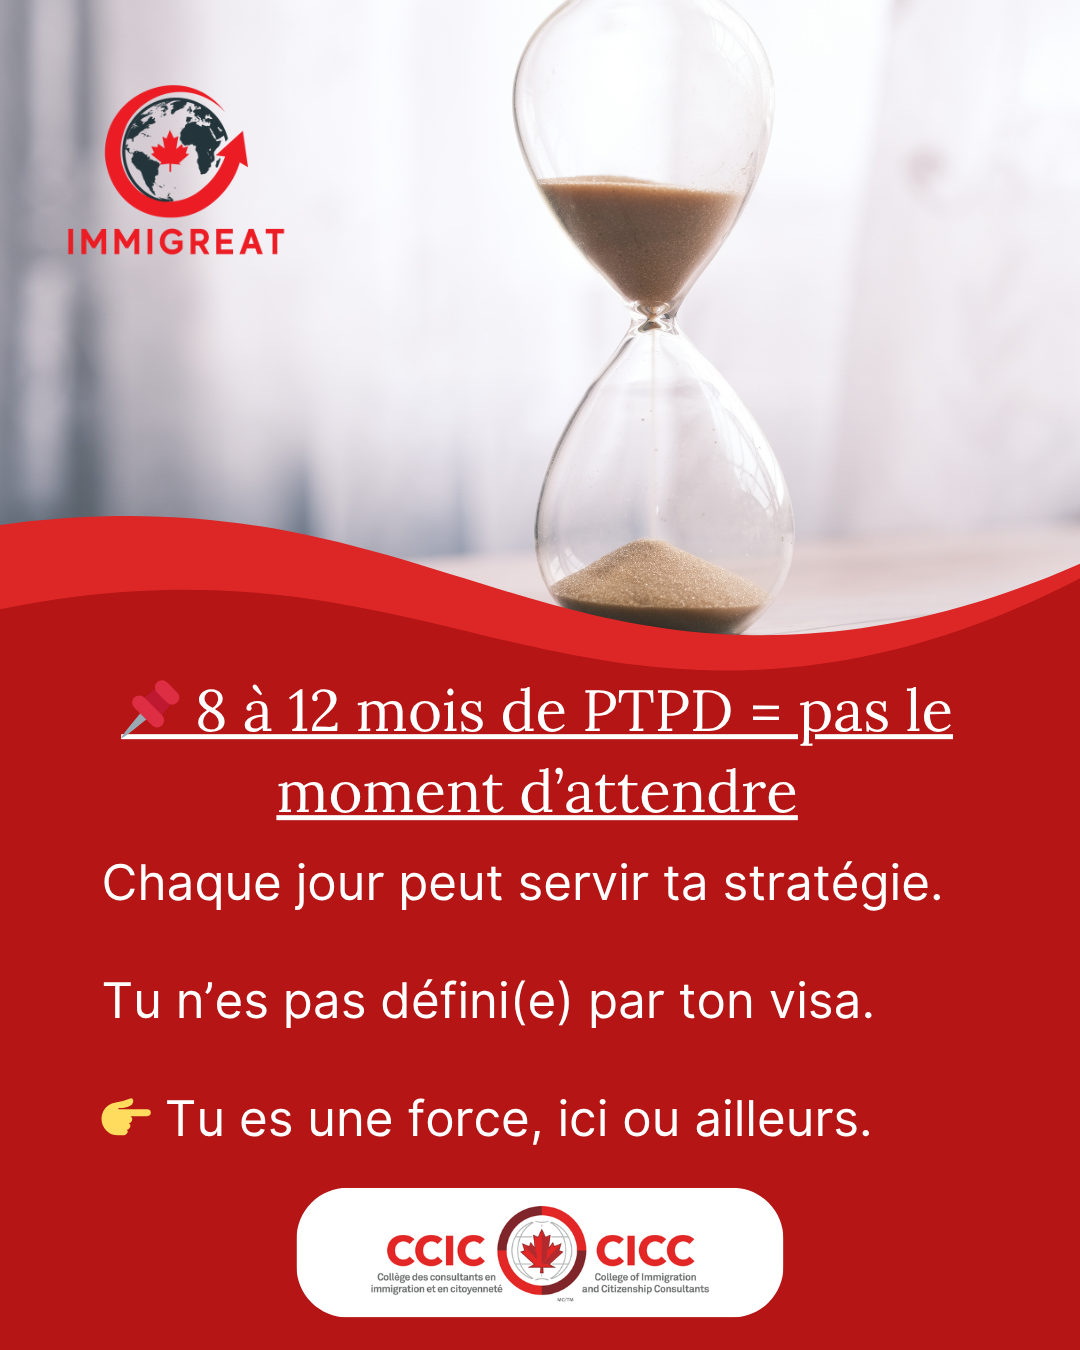 IMMIGREAT
📌 8 à 12 mois de PTPD = pas le
moment d’attendre
Chaque jour peut servir ta stratégie.
Tu n’es pas défini(e) par ton visa.
👉 Tu es une force, ici ou ailleurs.
CCIC CICC
Collège des consultants en
immigration et en citoyenneté
College of Immigration
and Citizenship Consultants
MC/TM